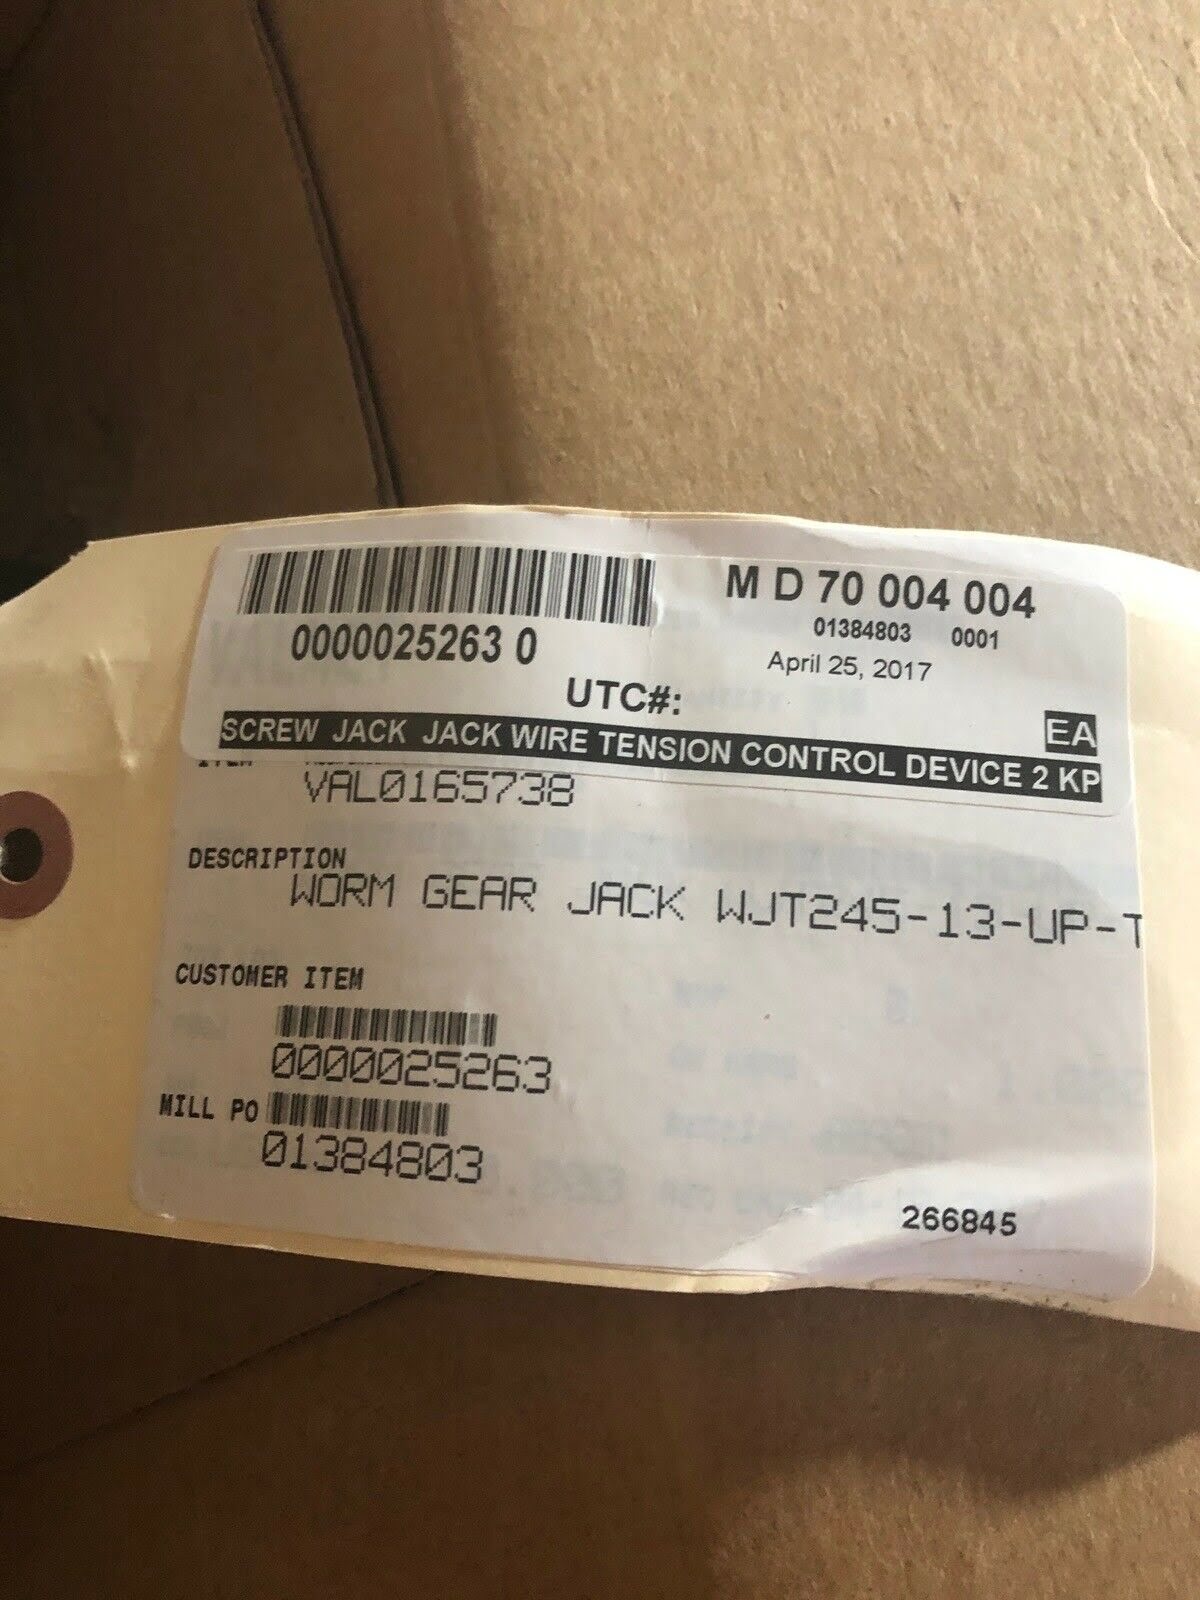 0000025263 0
M D 70 004 004
01384803 0001
April 25, 2017
UTC#:
EA
SCREW JACK JACK WIRE TENSION CONTROL DEVICE 2 KP
ITEM
VAL0165738
DESCRIPTION
WORM GEAR JACK WJT245-13-UP-T
CUSTOMER ITEM
0000025263
MILL PO
01384803
266845